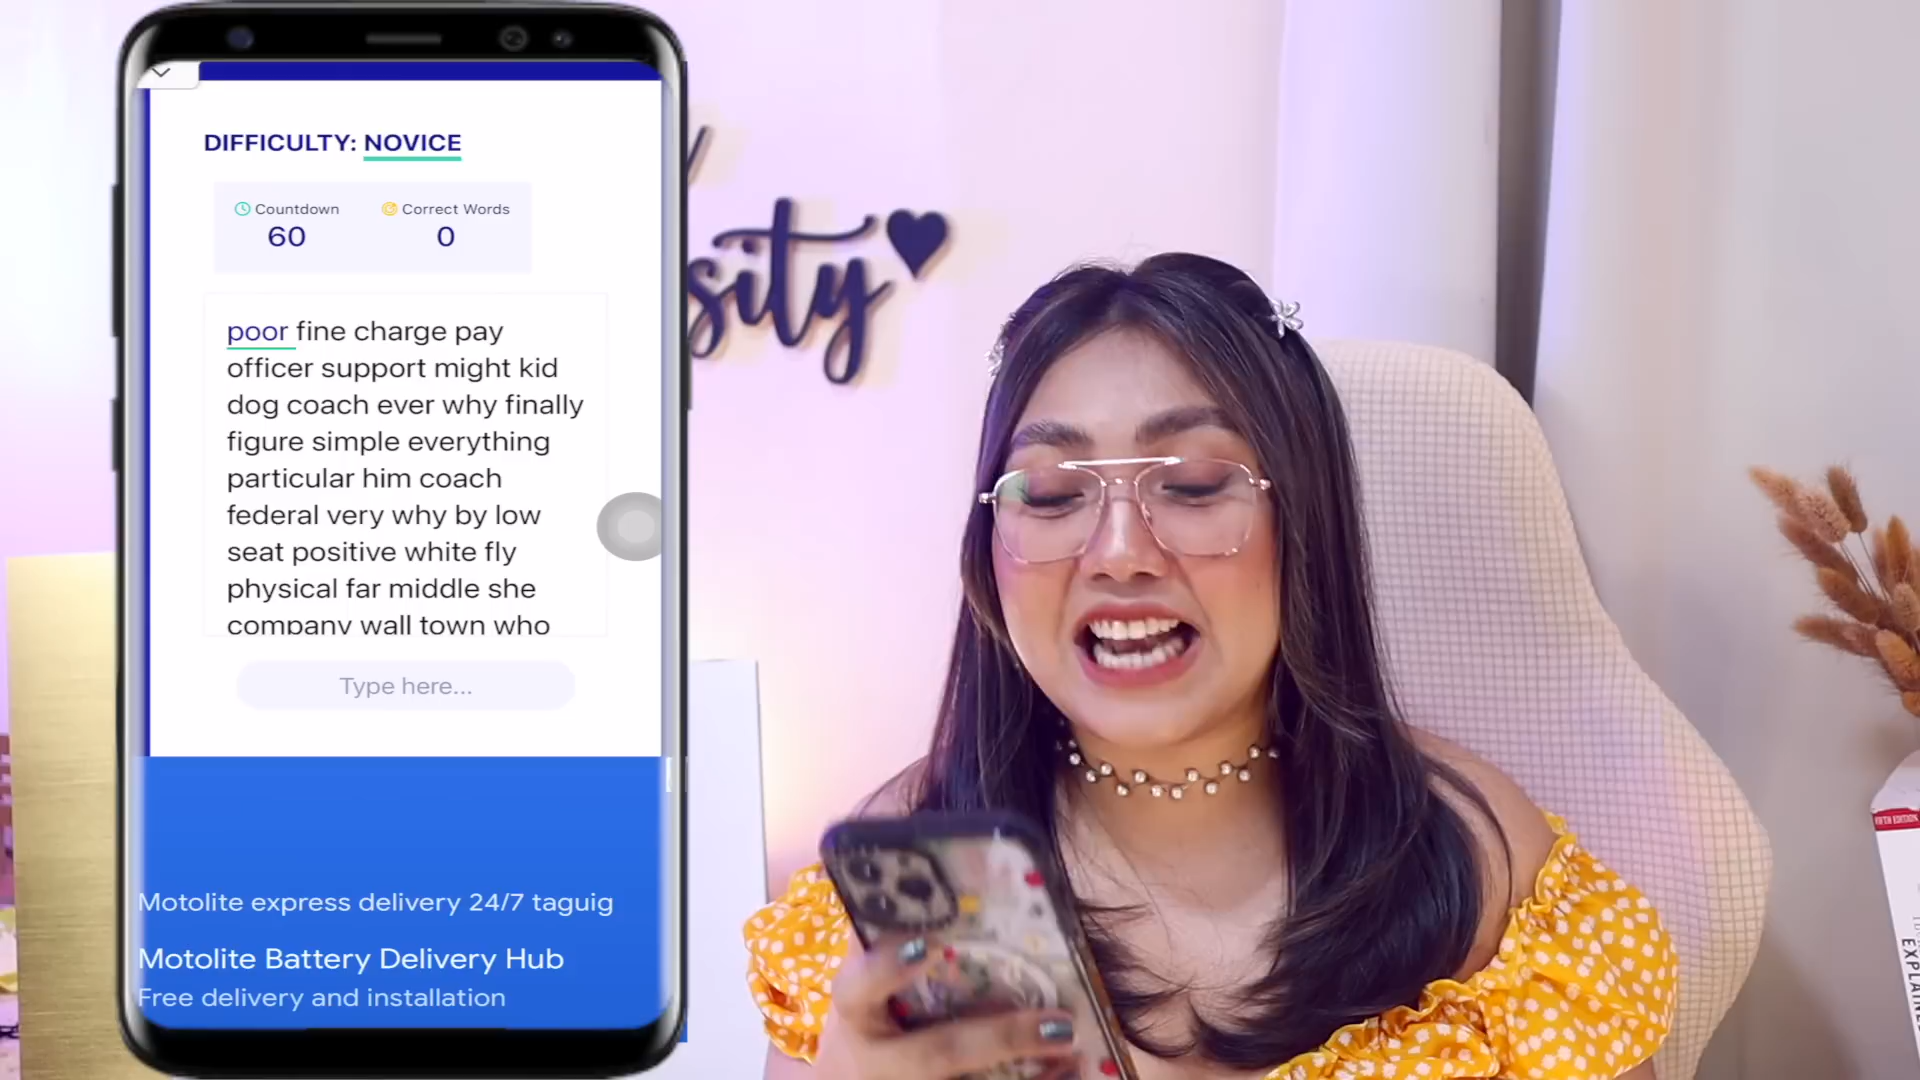 DIFFICULTY: NOVICE
Countdown
60
Correct Words
0
poor fine charge pay
officer support might kid
dog coach ever why finally
figure simple everything
particular him coach
federal very why by low
seat positive white fly
physical far middle she
company wall town who
Type here...
Motolite express delivery 24/7 taguig
Motolite Battery Delivery Hub
Free delivery and installation
sity
FIFTH EDITION